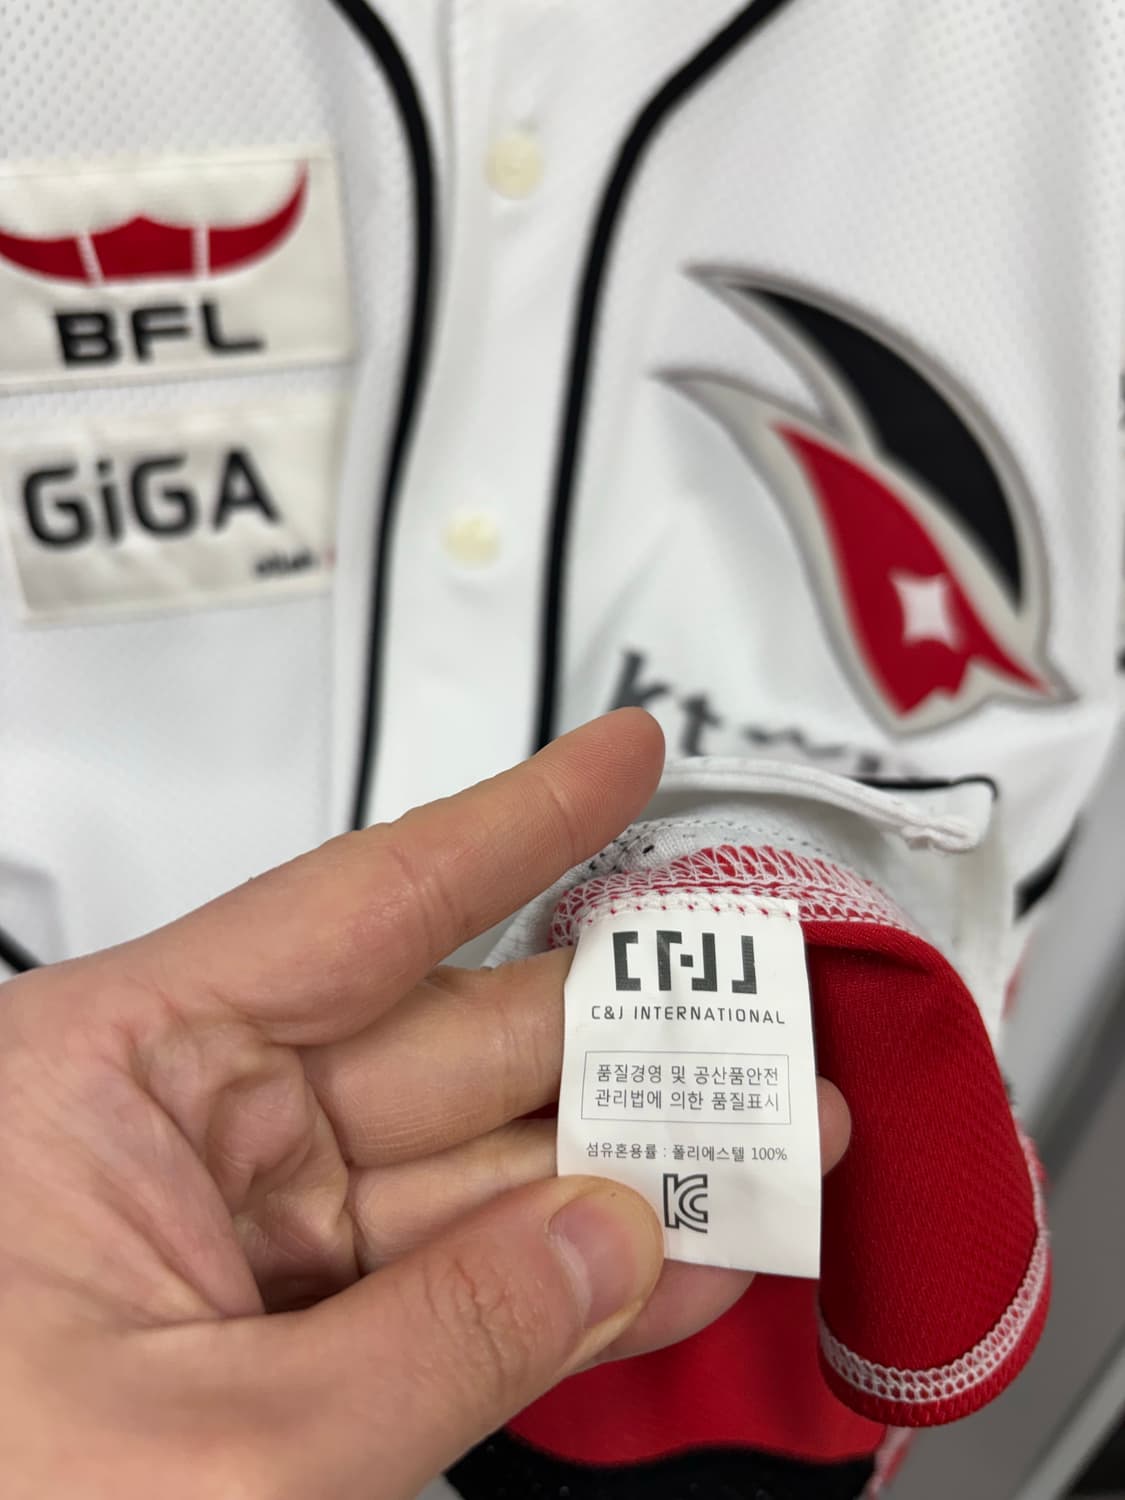 BFL
GiGA
C&J INTERNATIONAL
품질경영 및 공산품안전
관리법에 의한 품질표시
섬유혼용률 : 폴리에스텔 100%
KC